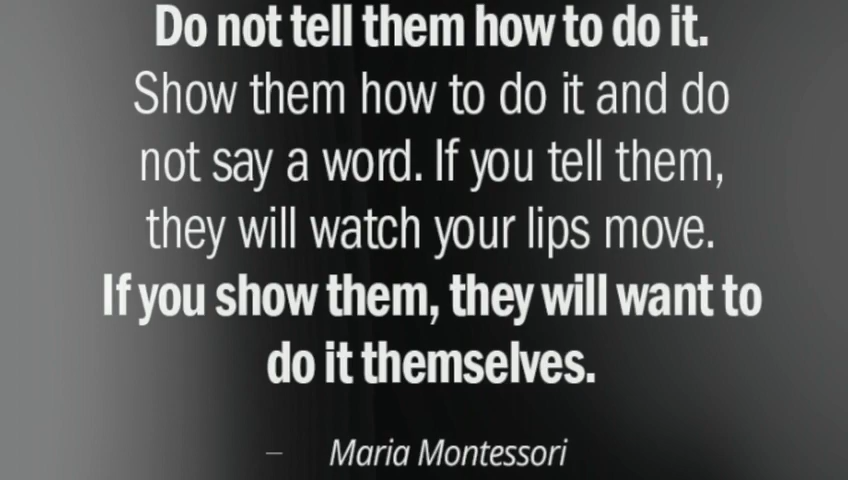 Do not tell them how to do it.
Show them how to do it and do
not say a word. If you tell them,
they will watch your lips move.
If you show them, they will want to
do it themselves.
– Maria Montessori